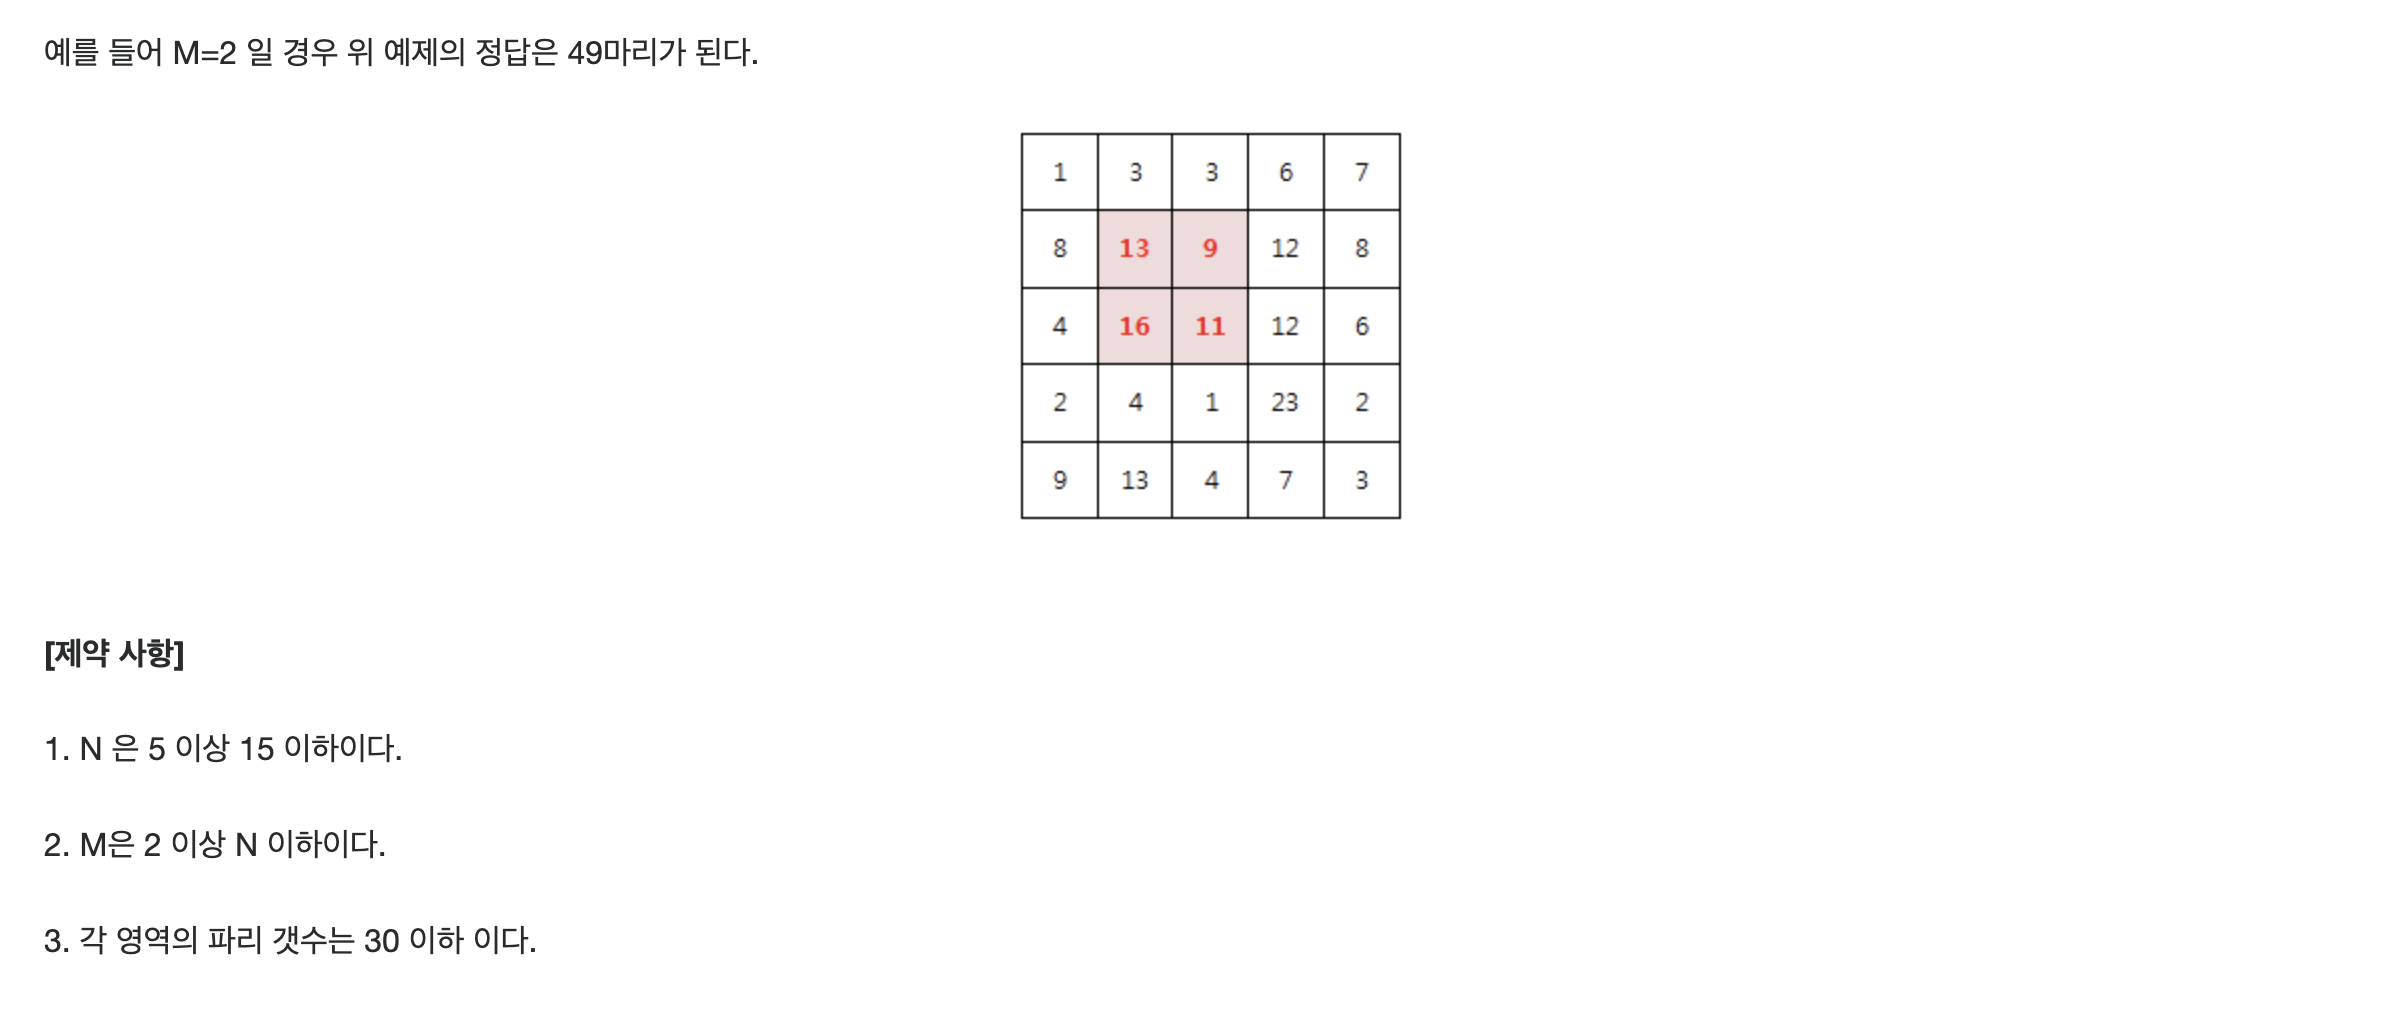 예를 들어 M=2 일 경우 위 예제의 정답은 49마리가 된다.
1 3 3 6 7
8 13 9 12 8
4 16 11 12 6
2 4 1 23 2
9 13 4 7 3
[제약 사항]
1. N 은 5 이상 15 이하이다.
2. M은 2 이상 N 이하이다.
3. 각 영역의 파리 갯수는 30 이하 이다.